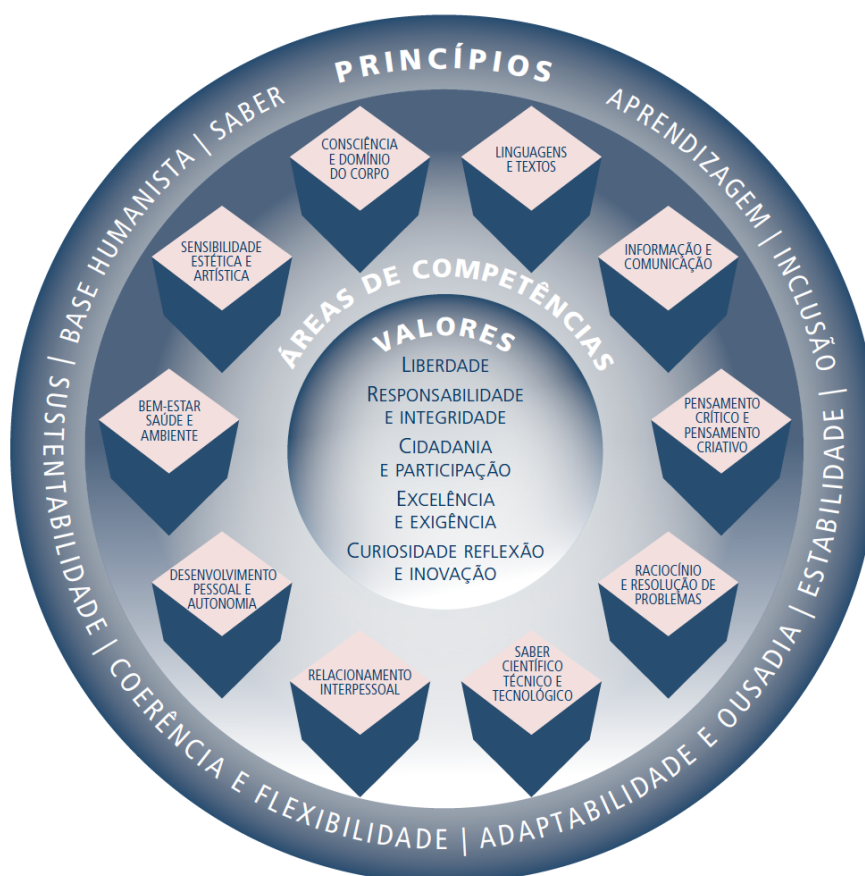 PRINCÍPIOS
BASE HUMANISTA | SABER
APRENDIZAGEM | INCLUSÃO |
ESTABILIDADE |
ADAPTABILIDADE E OUSADIA |
COERÊNCIA E FLEXIBILIDADE |
SUSTENTABILIDADE |
CONSCIÊNCIA
E DOMÍNIO
DO CORPO
LINGUAGENS
E TEXTOS
INFORMAÇÃO E
COMUNICAÇÃO
PENSAMENTO
CRÍTICO E
PENSAMENTO
CRIATIVO
RACIOCÍNIO
E RESOLUÇÃO DE
PROBLEMAS
SABER
CIENTÍFICO
TÉCNICO E
TECNOLÓGICO
RELACIONAMENTO
INTERPESSOAL
DESENVOLVIMENTO
PESSOAL E
AUTONOMIA
BEM-ESTAR
SAÚDE E
AMBIENTE
SENSIBILIDADE
ESTÉTICA E
ARTÍSTICA
ÁREAS DE COMPETÊNCIAS
VALORES
LIBERDADE
RESPONSABILIDADE
E INTEGRIDADE
CIDADANIA
E PARTICIPAÇÃO
EXCELÊNCIA
E EXIGÊNCIA
CURIOSIDADE REFLEXÃO
E INOVAÇÃO